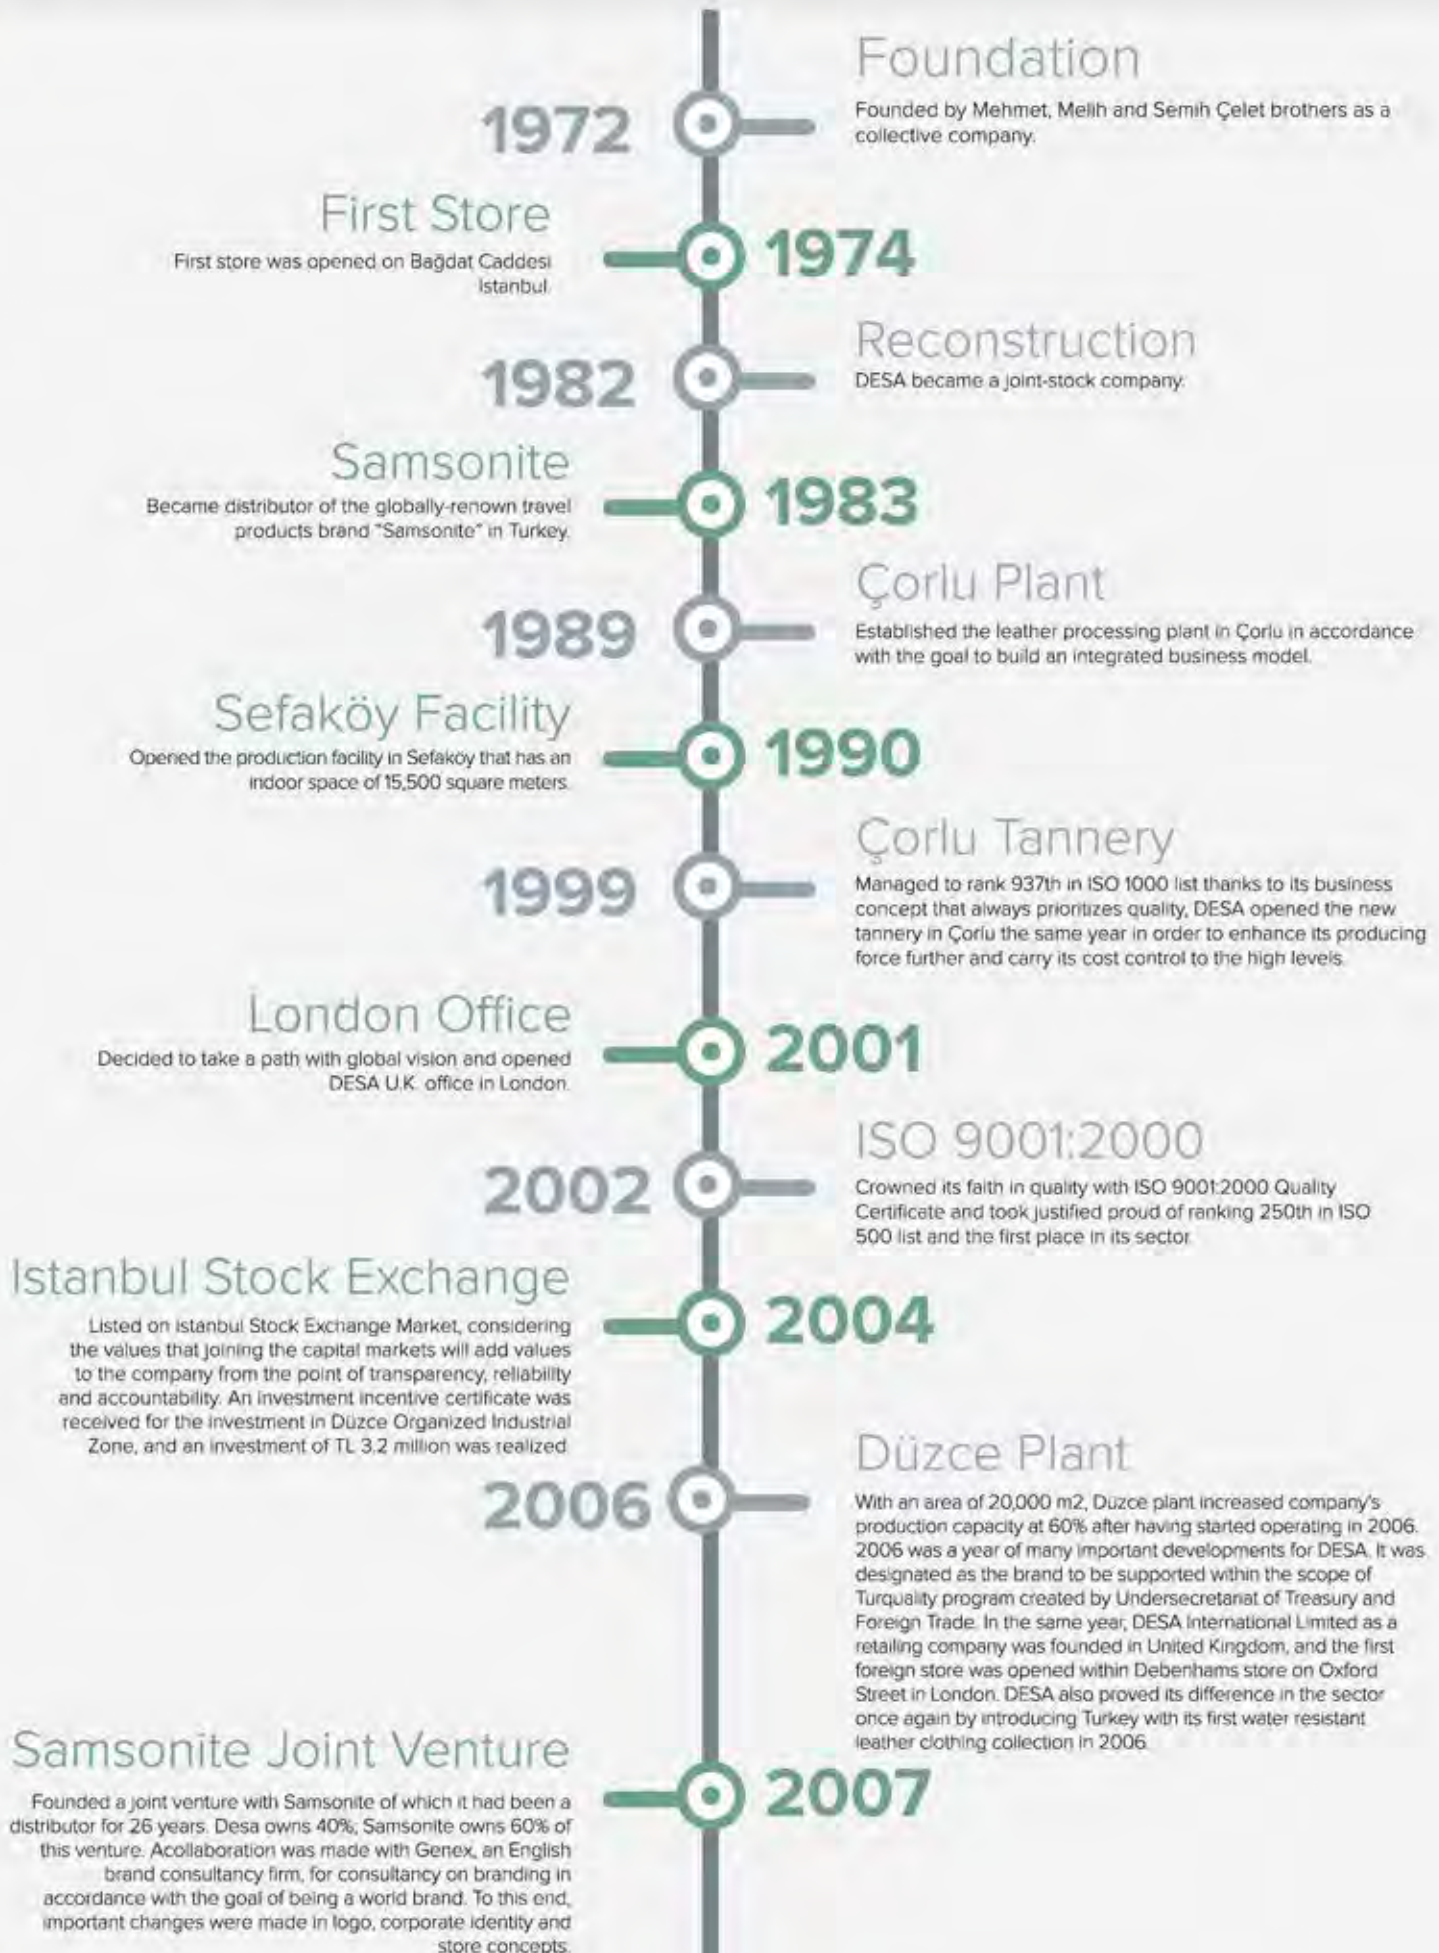 Foundation
1972
Founded by Mehmet, Melih and Semih Çelet brothers as a
collective company.
First Store
1974
First store was opened on Bağdat Caddesi
Istanbul.
Reconstruction
1982
DESA became a joint-stock company.
Samsonite
1983
Became distributor of the globally-renown travel
products brand "Samsonite" in Turkey.
Çorlu Plant
1989
Established the leather processing plant in Çorlu in accordance
with the goal to build an integrated business model.
Sefaköy Facility
1990
Opened the production facility in Sefaköy that has an
indoor space of 15,500 square meters.
Çorlu Tannery
1999
Managed to rank 937th in ISO 1000 list thanks to its business
concept that always prioritizes quality, DESA opened the new
tannery in Çorlu the same year in order to enhance its producing
force further and carry its cost control to the high levels.
London Office
2001
Decided to take a path with global vision and opened
DESA U.K. office in London.
ISO 9001:2000
2002
Crowned its faith in quality with ISO 9001:2000 Quality
Certificate and took justified proud of ranking 250th in ISO
500 list and the first place in its sector.
Istanbul Stock Exchange
2004
Listed on istanbul Stock Exchange Market, considering
the values that joining the capital markets will add values
to the company from the point of transparency, reliability
and accountability. An investment incentive certificate was
received for the investment in Düzce Organized Industrial
Zone, and an investment of TL 3.2 million was realized.
Düzce Plant
2006
With an area of 20,000 m2, Düzce plant increased company's
production capacity at 60% after having started operating in 2006.
2006 was a year of many important developments for DESA. It was
designated as the brand to be supported within the scope of
Turquality program created by Undersecretariat of Treasury and
Foreign Trade. In the same year, DESA International Limited as a
retailing company was founded in United Kingdom, and the first
foreign store was opened within Debenhams store on Oxford
Street in London. DESA also proved its difference in the sector
once again by introducing Turkey with its first water resistant
leather clothing collection in 2006.
Samsonite Joint Venture
2007
Founded a joint venture with Samsonite of which it had been a
distributor for 26 years. Desa owns 40%; Samsonite owns 60% of
this venture. Acollaboration was made with Genex, an English
brand consultancy firm, for consultancy on branding in
accordance with the goal of being a world brand. To this end,
important changes were made in logo, corporate identity and
store concepts.